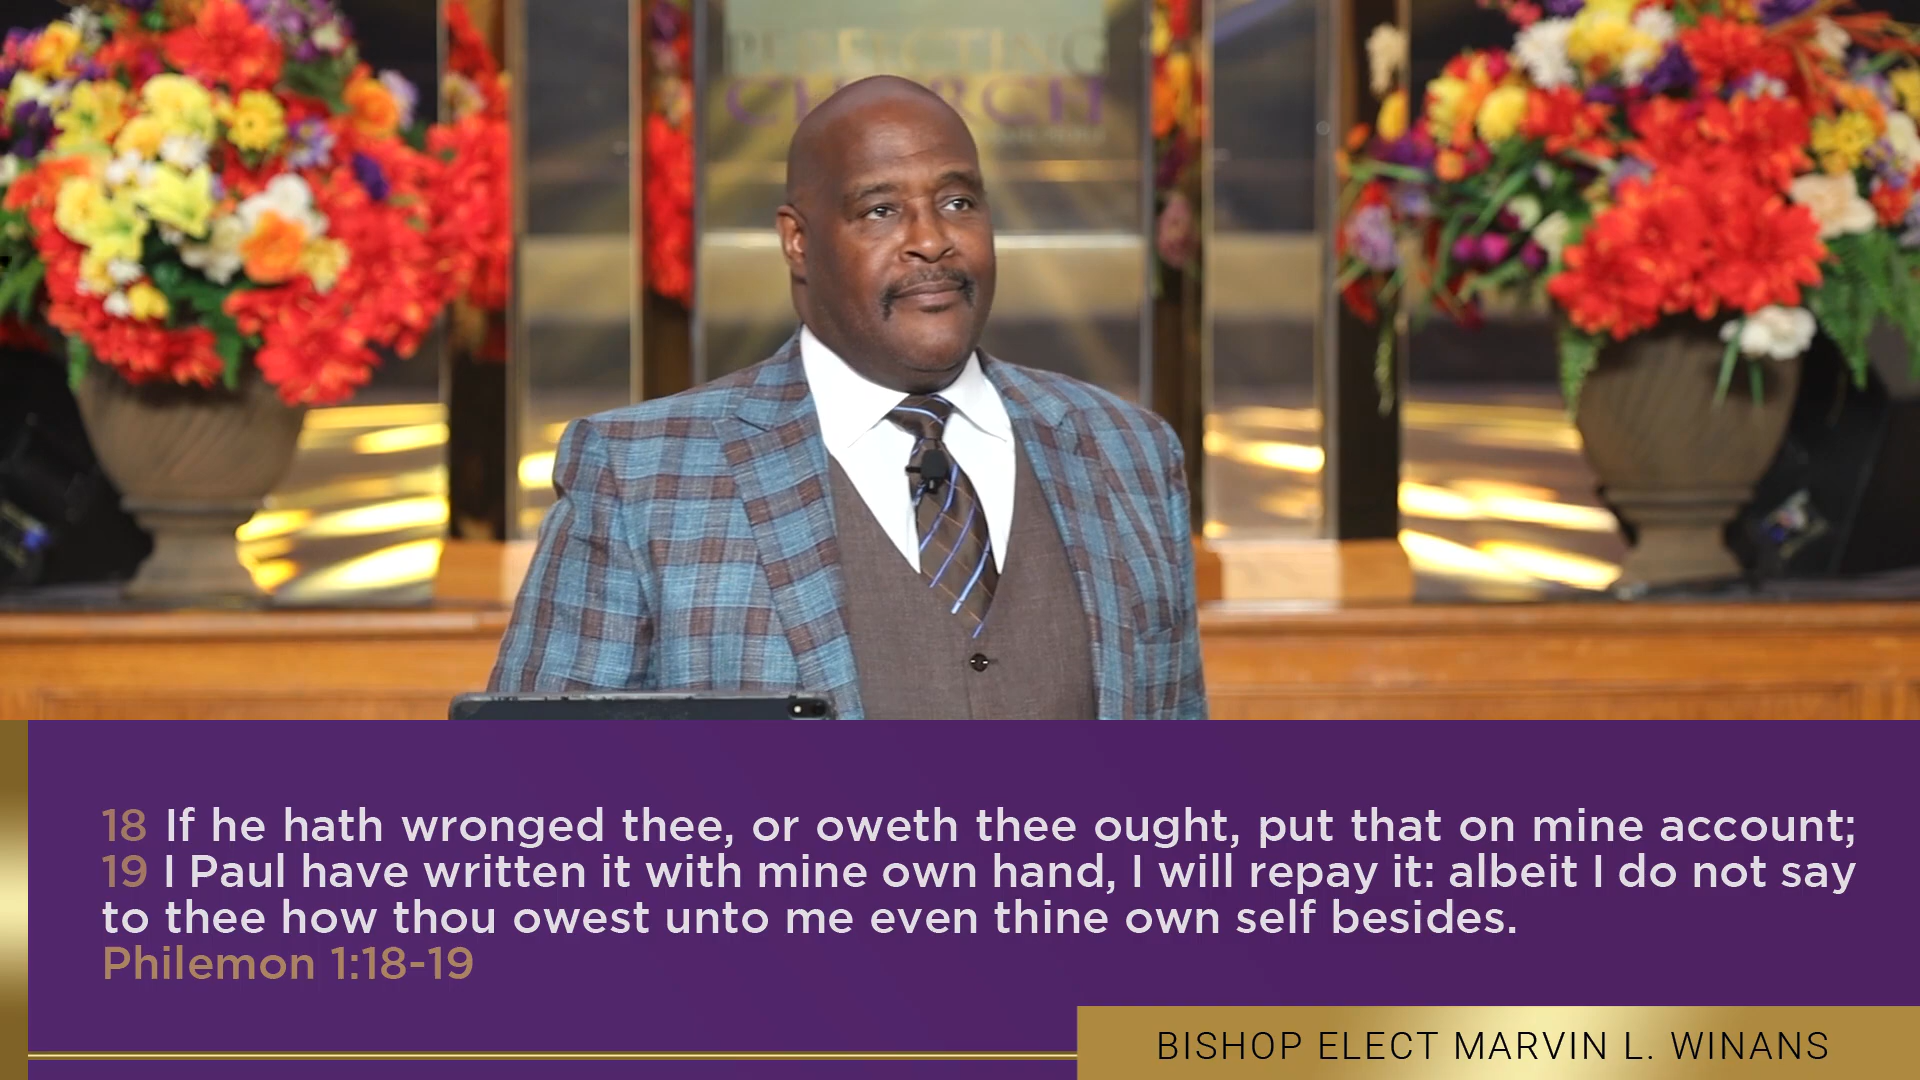 PERFECTING
CHURCH
18 If he hath wronged thee, or oweth thee ought, put that on mine account;
19 I Paul have written it with mine own hand, I will repay it: albeit I do not say
to thee how thou owest unto me even thine own self besides.
Philemon 1:18-19
BISHOP ELECT MARVIN L. WINANS